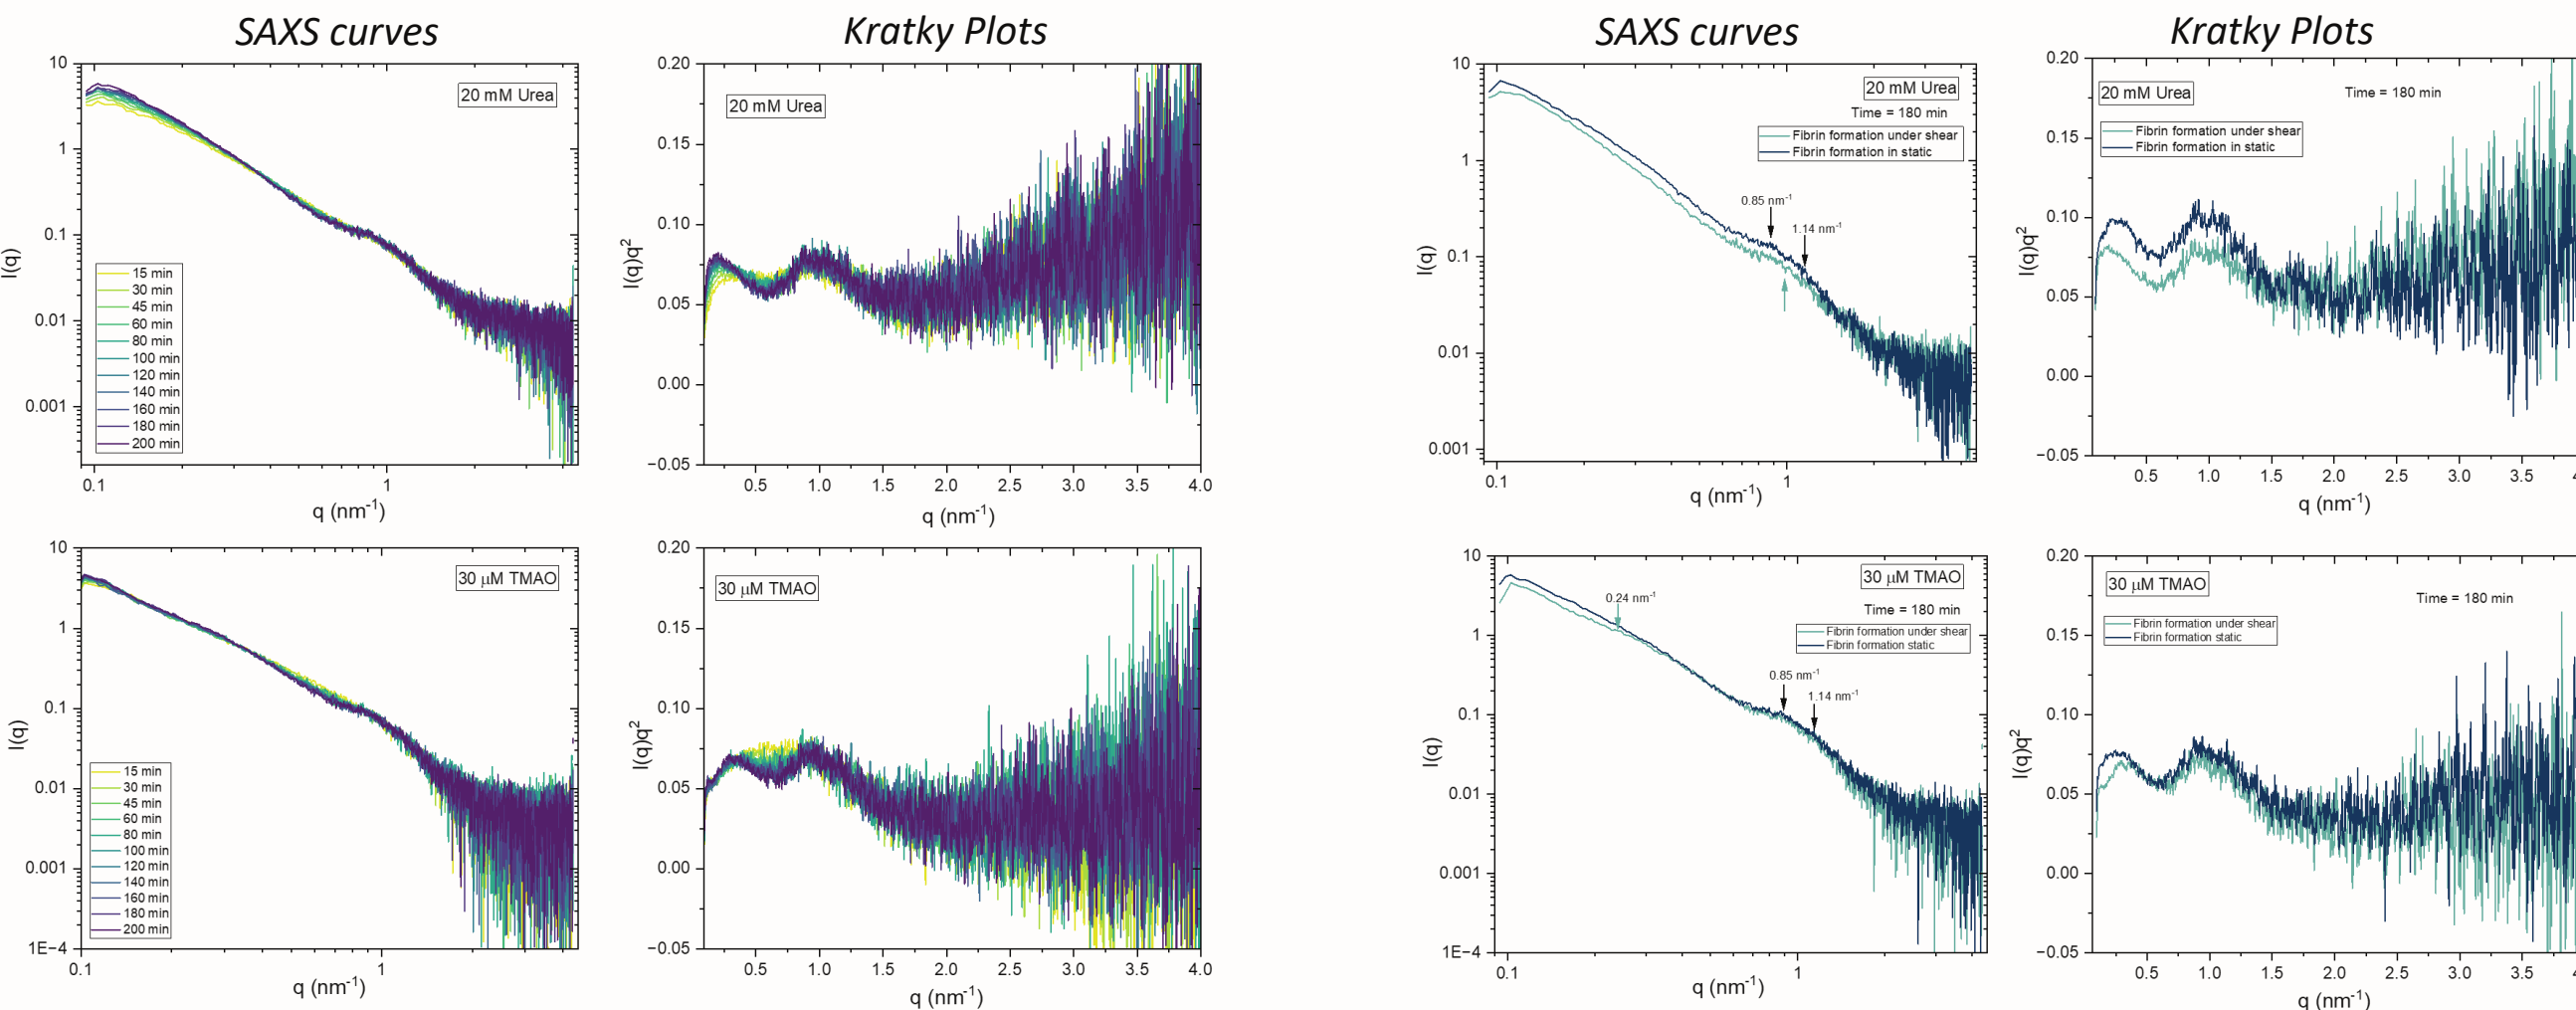 SAXS curves
10
1
0.1
0.01
0.001
0.1
1
I(q)
q (nm-1)
20 mM Urea
15 min
30 min
45 min
60 min
80 min
100 min
120 min
140 min
160 min
180 min
200 min
Kratky Plots
0.20
0.15
0.10
0.05
0.00
−0.05
0.5 1.0 1.5 2.0 2.5 3.0 3.5 4.0
I(q)q2
q (nm-1)
20 mM Urea
SAXS curves
10
1
0.1
0.01
0.001
0.1
1
I(q)
q (nm-1)
20 mM Urea
Time = 180 min
Fibrin formation under shear
Fibrin formation in static
0.85 nm-1
1.14 nm-1
Kratky Plots
0.20
0.15
0.10
0.05
0.00
−0.05
0.5 1.0 1.5 2.0 2.5 3.0 3.5
I(q)q2
q (nm-1)
20 mM Urea
Time = 180 min
Fibrin formation under shear
Fibrin formation in static
10
1
0.1
0.01
0.001
1E−4
0.1
1
I(q)
q (nm-1)
30 μM TMAO
15 min
30 min
45 min
60 min
80 min
100 min
120 min
140 min
160 min
180 min
200 min
0.20
0.15
0.10
0.05
0.00
−0.05
0.5 1.0 1.5 2.0 2.5 3.0 3.5 4.0
I(q)q2
q (nm-1)
30 μM TMAO
10
1
0.1
0.01
0.001
1E−4
0.1
1
I(q)
q (nm-1)
30 μM TMAO
Time = 180 min
Fibrin formation under shear
Fibrin formation static
0.24 nm-1
0.85 nm-1
1.14 nm-1
0.20
0.15
0.10
0.05
0.00
−0.05
0.5 1.0 1.5 2.0 2.5 3.0 3.5
I(q)q2
q (nm-1)
30 μM TMAO
Time = 180 min
Fibrin formation under shear
Fibrin formation static